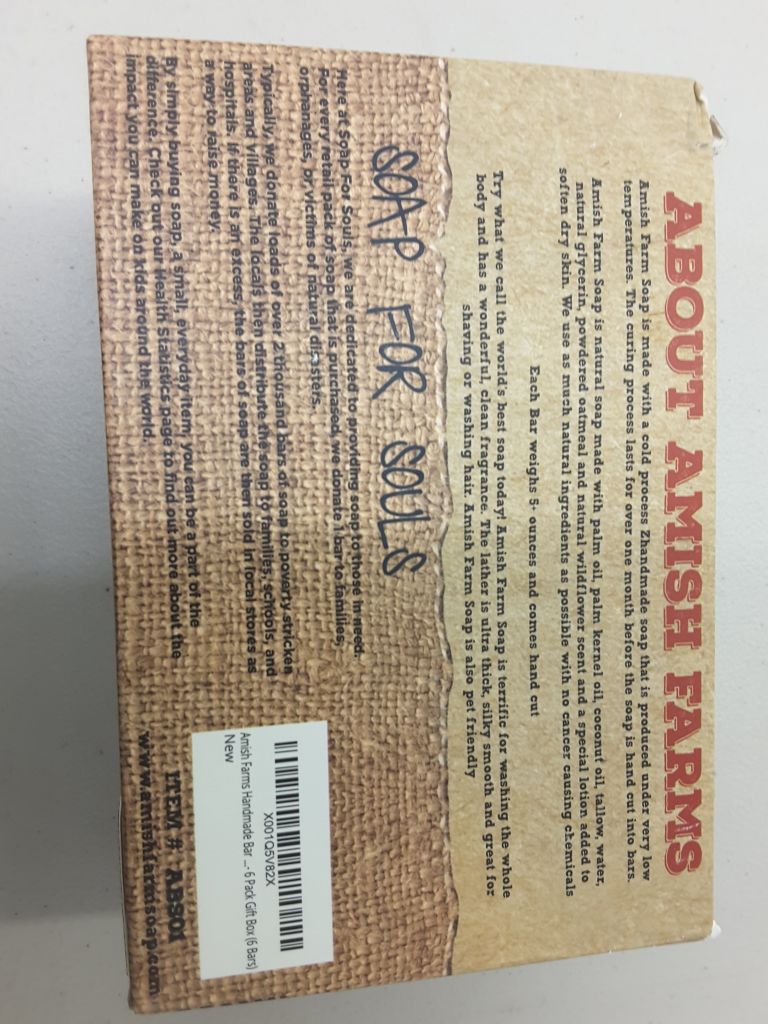 ABOUT AMISH FARMS
Amish Farm Soap is made with a cold process Zhandmade soap that is produced under very low
temperatures. The curing process lasts for over one month before the soap is hand cut into bars.
Amish Farm Soap is natural soap made with palm oil, palm kernel oil, coconut oil, tallow, water,
natural glycerin, powdered oatmeal and natural wildflower scent and a special lotion added to
soften dry skin. We use as much natural ingredients as possible with no cancer causing chemicals
Each Bar weighs 5+ ounces and comes hand cut
Try what we call the world's best soap today! Amish Farm Soap is terrific for washing the whole
body and has a wonderful, clean fragrance. The lather is ultra thick, silky smooth and great for
shaving or washing hair. Amish Farm Soap is also pet friendly
SOAP FOR SOULS
Here at Soap For Souls, we are dedicated to providing soap to those in need.
For every retail pack of soap that is purchased, we donate 1 bar to families,
orphanages, by victims of natural disasters.
Typically, we donate loads of over 2 thousand bars of soap to poverty stricken
areas and villages. The locals then distribute the soap to families, schools, and
hospitals. If there is an excess, the bars of soap are then sold in local stores as
a way to raise money.
By simply buying soap, a small, everyday item, you can be a part of the
difference. Check out our Health Statistics page to find out more about the
impact you can make on kids around the world.
X001Q5V82X
Amish Farms Handmade Bar ...- 6 Pack Gift Box (6 Bars)
New
ITEM # ABS01
www.amishfarmsoap.com